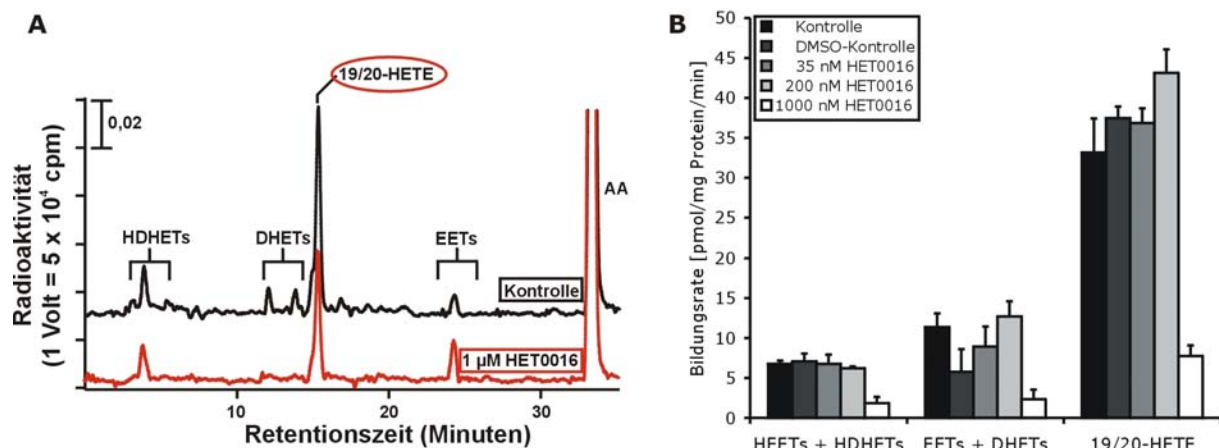 A
19/20-HETE
0,02
AA
HDHETs
DHETs
EETs
Kontrolle
1 µM HET0016
Radioaktivität
(1 Volt = 5 x 10⁴ cpm)
10
20
30
Retentionszeit (Minuten)
B
Kontrolle
DMSO-Kontrolle
35 nM HET0016
200 nM HET0016
1000 nM HET0016
Bildungsrate [pmol/mg Protein/min]
50
45
40
35
30
25
20
15
10
5
0
HEETs + HDHETs
EETs + DHETs
19/20-HETE